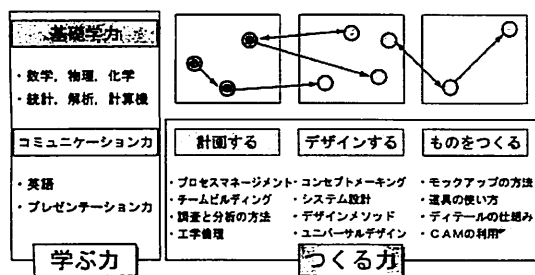 基礎学力
・数学，物理，化学
・統計，解析，計算機
コミュニケーション力
・英語
・プレゼンテーション力
学ぶ力
計画する
・プロセスマネージメント
・チームビルディング
・調査と分析の方法
・工学倫理
デザインする
・コンセプトメーキング
・システム設計
・デザインメソッド
・ユニバーサルデザイン
ものをつくる
・モックアップの方法
・道具の使い方
・ディテールの仕組み
・CAMの利用
つくる力